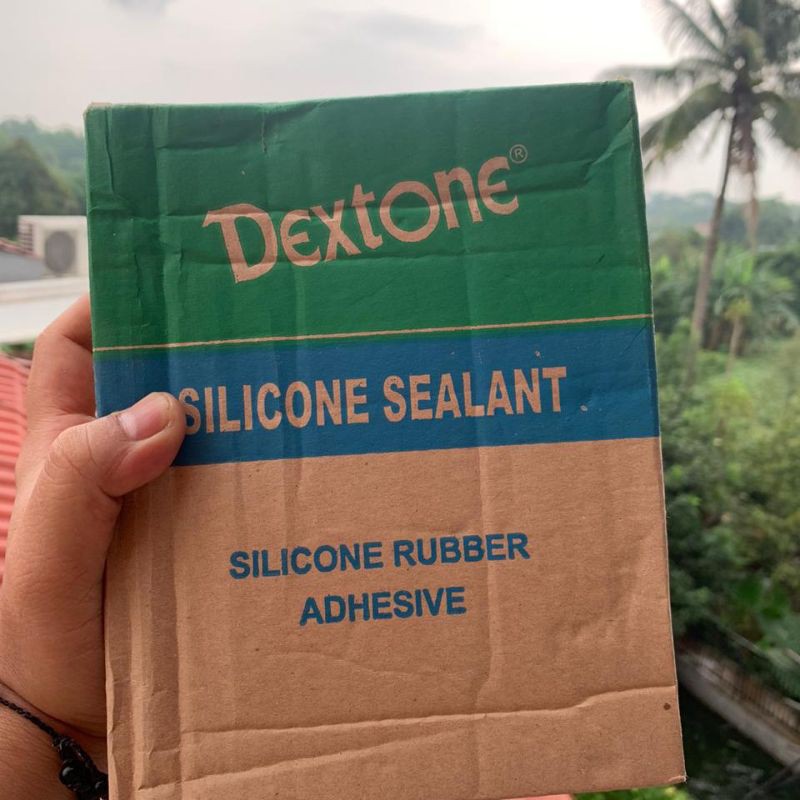 Dextone®
SILICONE SEALANT
SILICONE RUBBER
ADHESIVE